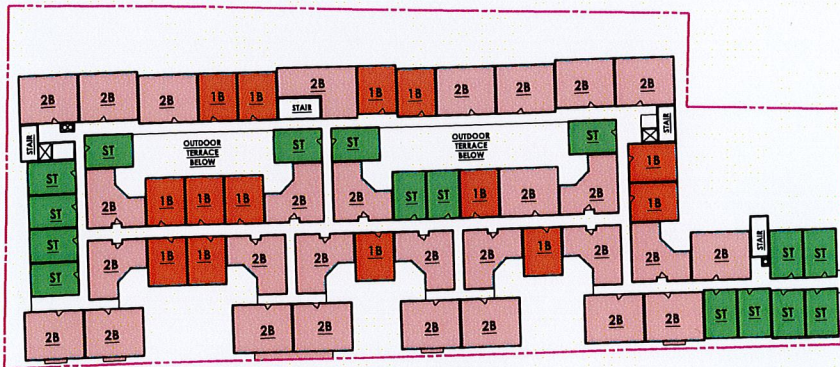 2B 2B 2B 1B 1B 2B 1B 1B 2B 2B 2B 2B
STAIR
STAIR
STAIR
ST
OUTDOOR
TERRACE
BELOW
ST
ST
OUTDOOR
TERRACE
BELOW
ST
1B
ST
ST
ST
ST
2B 1B 1B 1B 2B
2B ST ST 1B 2B 2B
1B
2B 1B 1B 2B
2B 1B 2B
2B 1B 2B
2B 2B
STAIR
ST ST
2B 2B
2B 2B
2B 2B
2B 2B ST ST ST ST